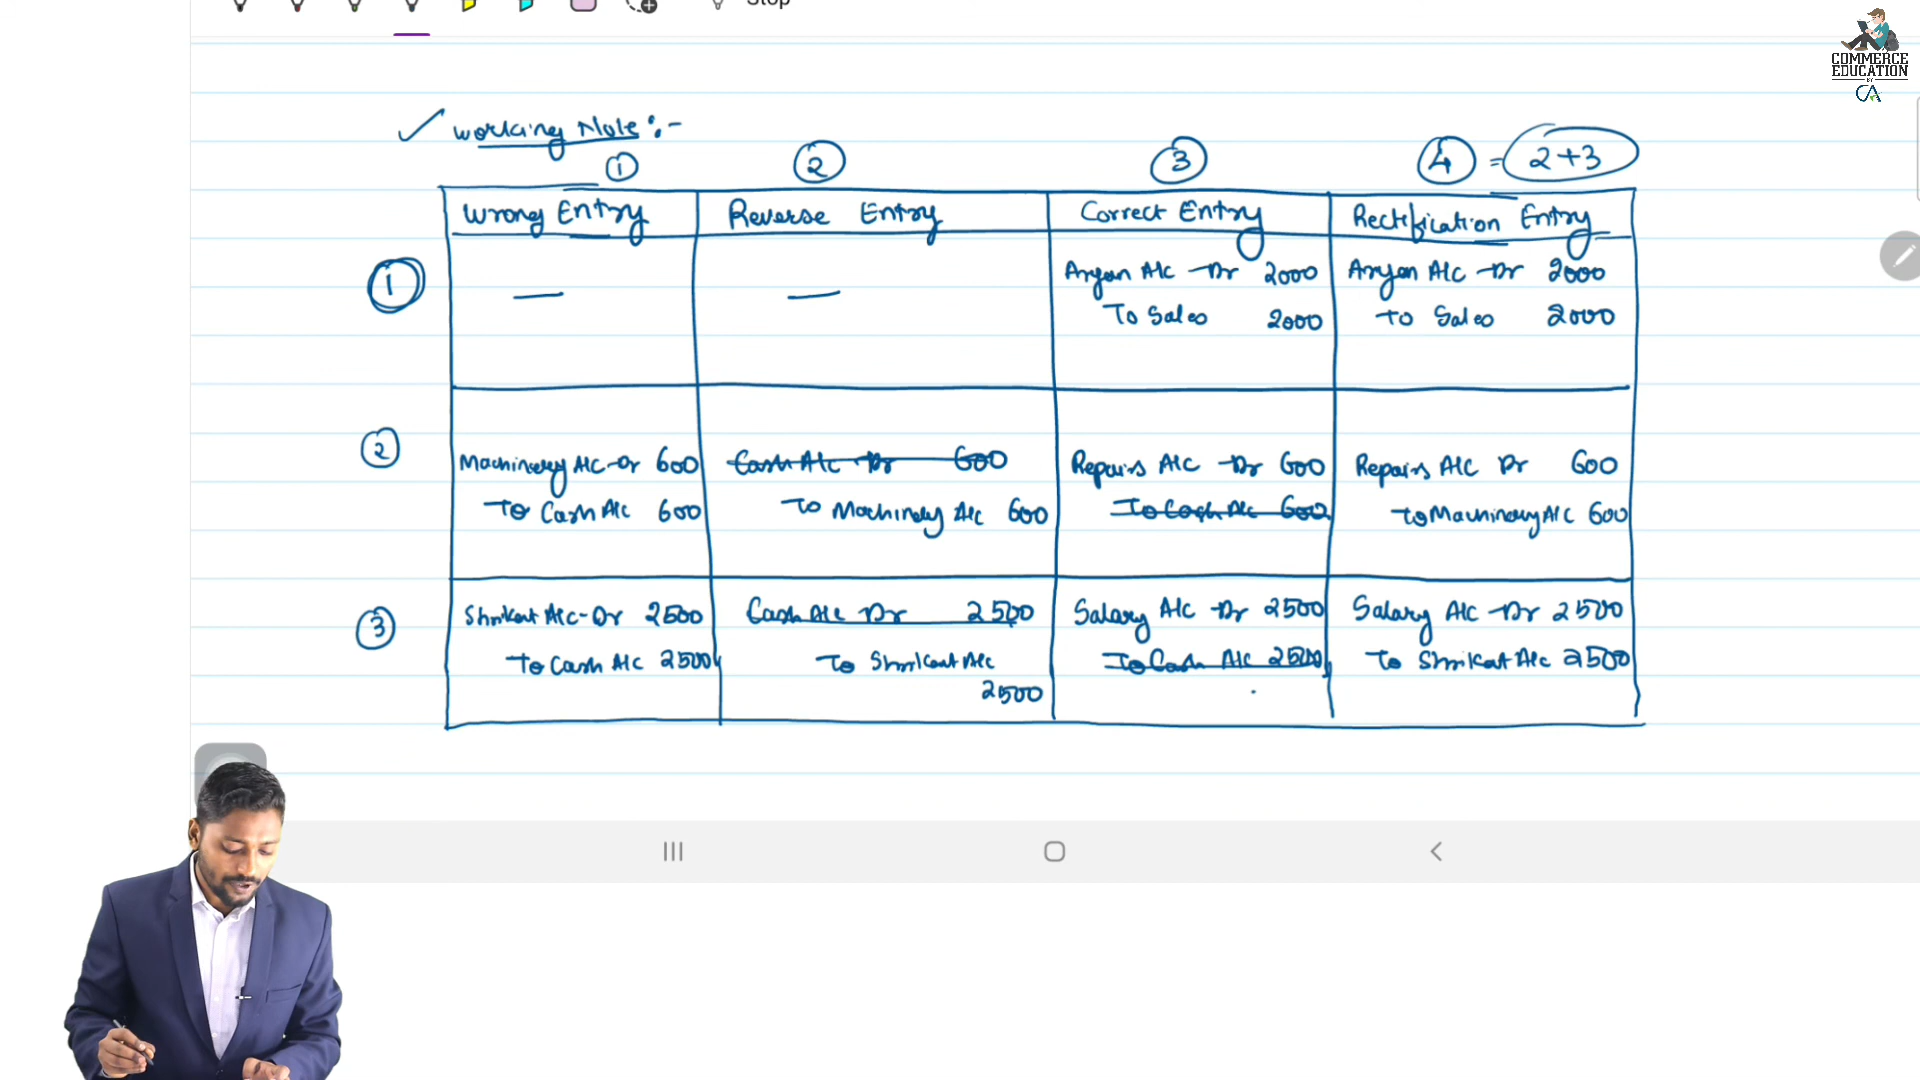 Stop
COMMERCE
EDUCATION
BY
CA
✓ Working Note :-
① ② ③ ④ = 2+3
Wrong Entry Reverse Entry Correct Entry Rectification Entry
① — — Aryan A/c -Dr 2000 Aryan A/c -Dr 2000
To Sales 2000 To Sales 2000
② Machinery A/c -Dr 600 Cash A/c Dr 600 Repairs A/c -Dr 600 Repairs A/c Dr 600
To Cash A/c 600 To Machinery A/c 600 To Cash A/c 600 to Machinery A/c 600
③ Shrikant A/c -Dr 2500 Cash A/c Dr 2500 Salary A/c -Dr 2500 Salary A/c -Dr 2500
To Cash A/c 2500 To Shrikant A/c To Cash A/c 2500 To Shrikant A/c 2500
2500